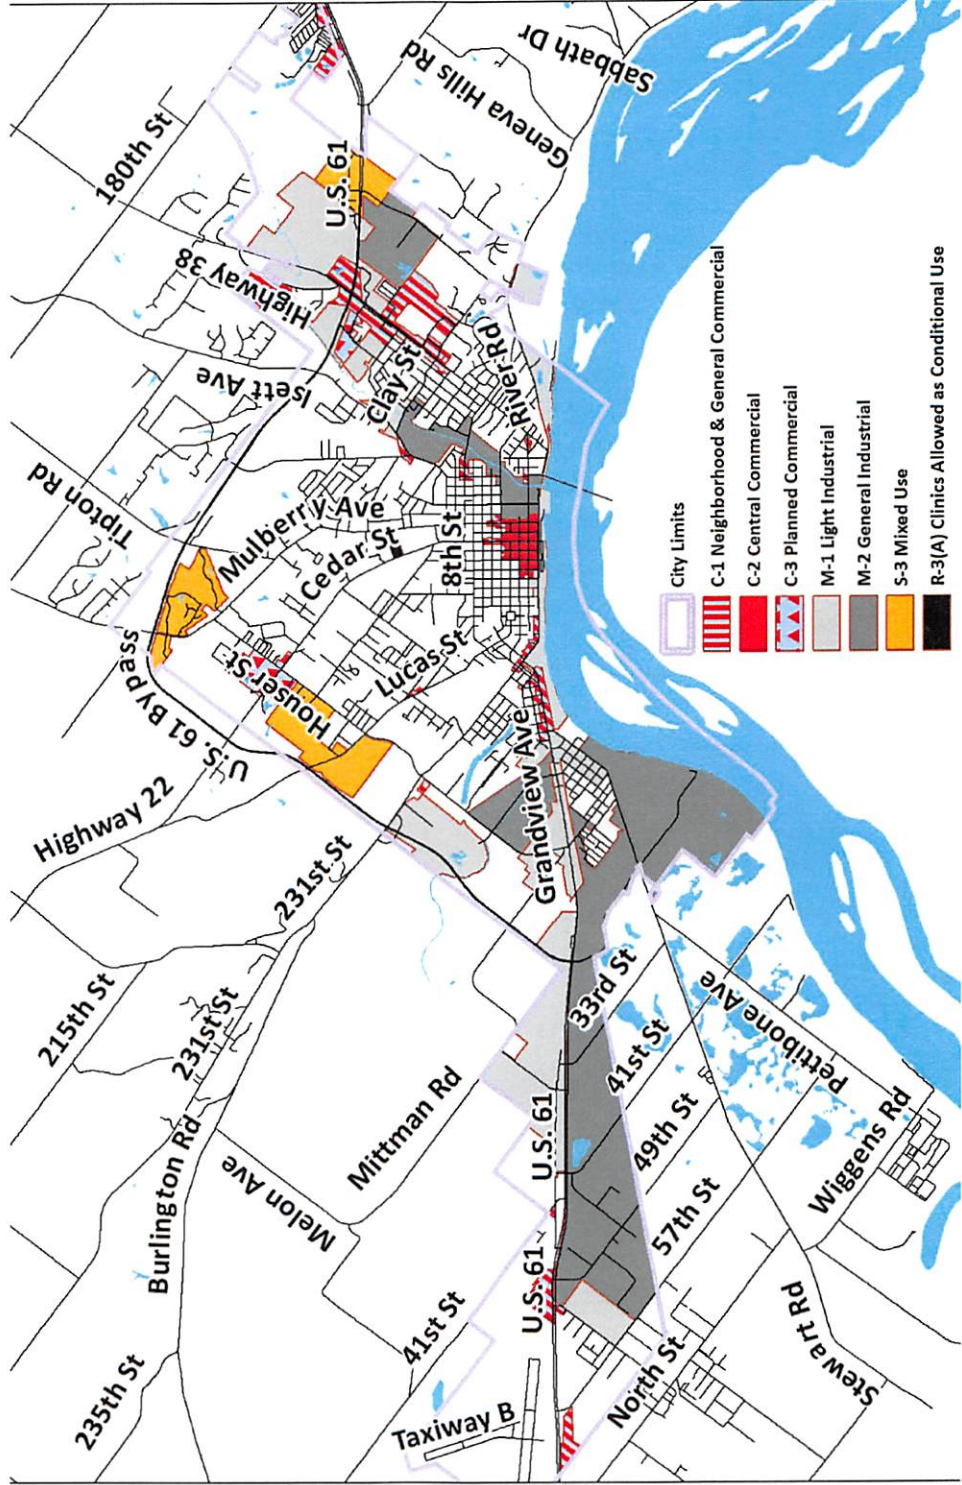 180th St
Geneva Hills Rd
Sabbath Dr
U.S. 61
Highway 38
Isett Ave
Clay St
River Rd
Tipton Rd
Mulberry Ave
Cedar St
8th St
U.S. 61 Bypass
Houser St
Lucas St
Highway 22
231st St
Grandview Ave
215th St
231st St
33rd St
Burlington Rd
Mittman Rd
41st St
Pettibone Ave
Melon Ave
U.S. 61
49th St
Wiggens Rd
57th St
235th St
41st St
U.S. 61
Stewart Rd
North St
Taxiway B
City Limits
C-1 Neighborhood & General Commercial
C-2 Central Commercial
C-3 Planned Commercial
M-1 Light Industrial
M-2 General Industrial
S-3 Mixed Use
R-3(A) Clinics Allowed as Conditional Use